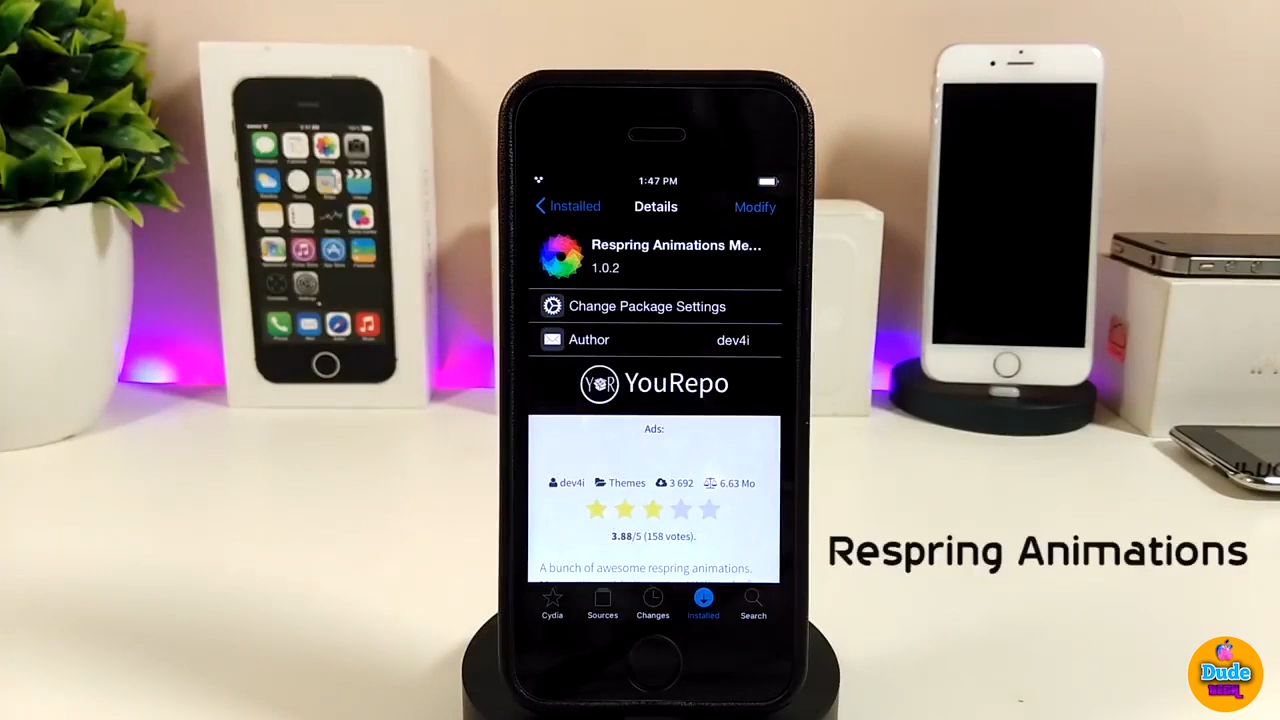 1:47 PM
Installed
Details
Modify
Respring Animations Me...
1.0.2
Change Package Settings
Author
dev4i
YOR
YouRepo
Ads:
dev4i Themes 3 692 6.63 Mo
3.88/5 (158 votes).
A bunch of awesome respring animations.
Cydia
Sources
Changes
Installed
Search
Respring Animations
Dude